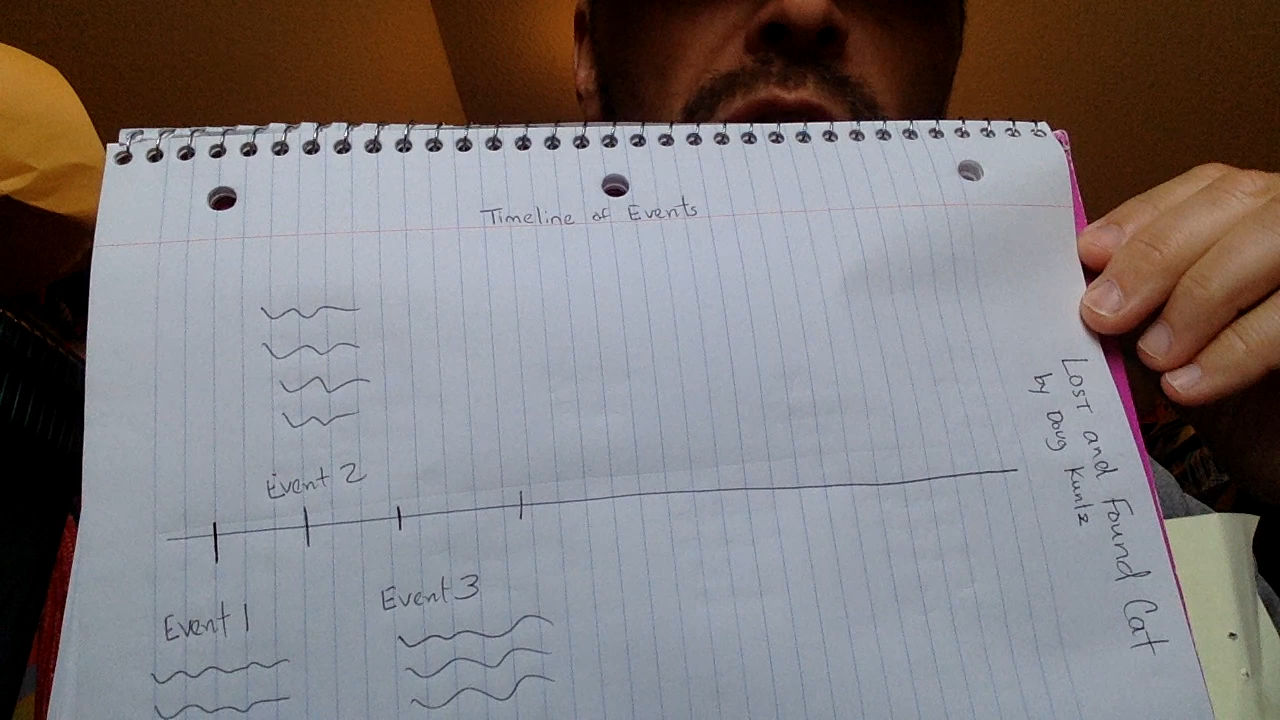 Timeline of Events
Event 2
Event 1
Event 3
Lost and Found Cat
by Doug Kuntz